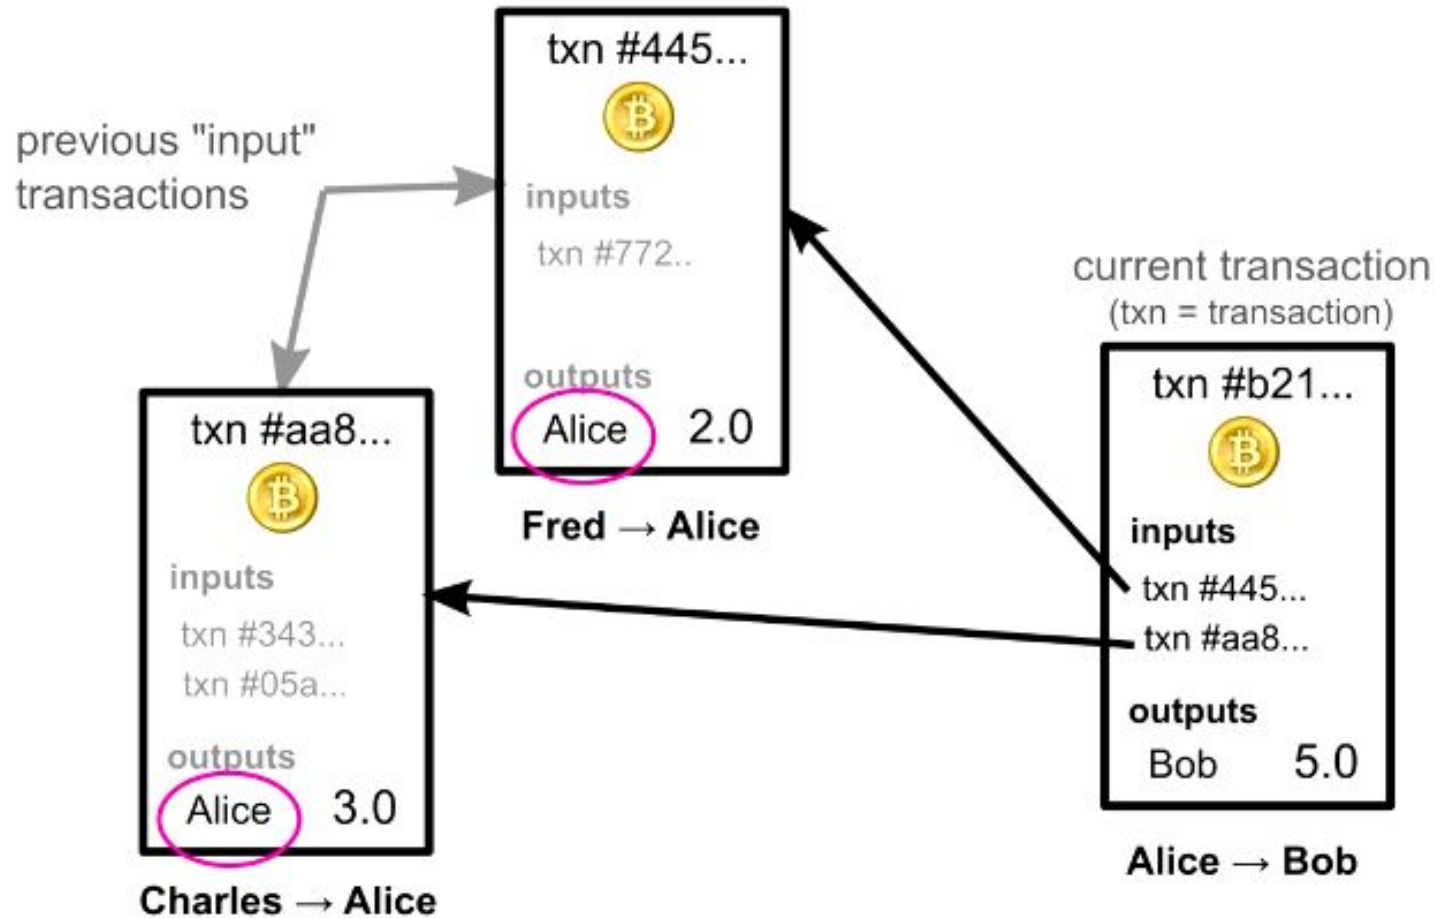 txn #445...
previous "input"
transactions
inputs
txn #772..
outputs
Alice 2.0
Fred → Alice
txn #aa8...
inputs
txn #343...
txn #05a...
outputs
Alice 3.0
Charles → Alice
current transaction
(txn = transaction)
txn #b21...
inputs
txn #445...
txn #aa8...
outputs
Bob 5.0
Alice → Bob